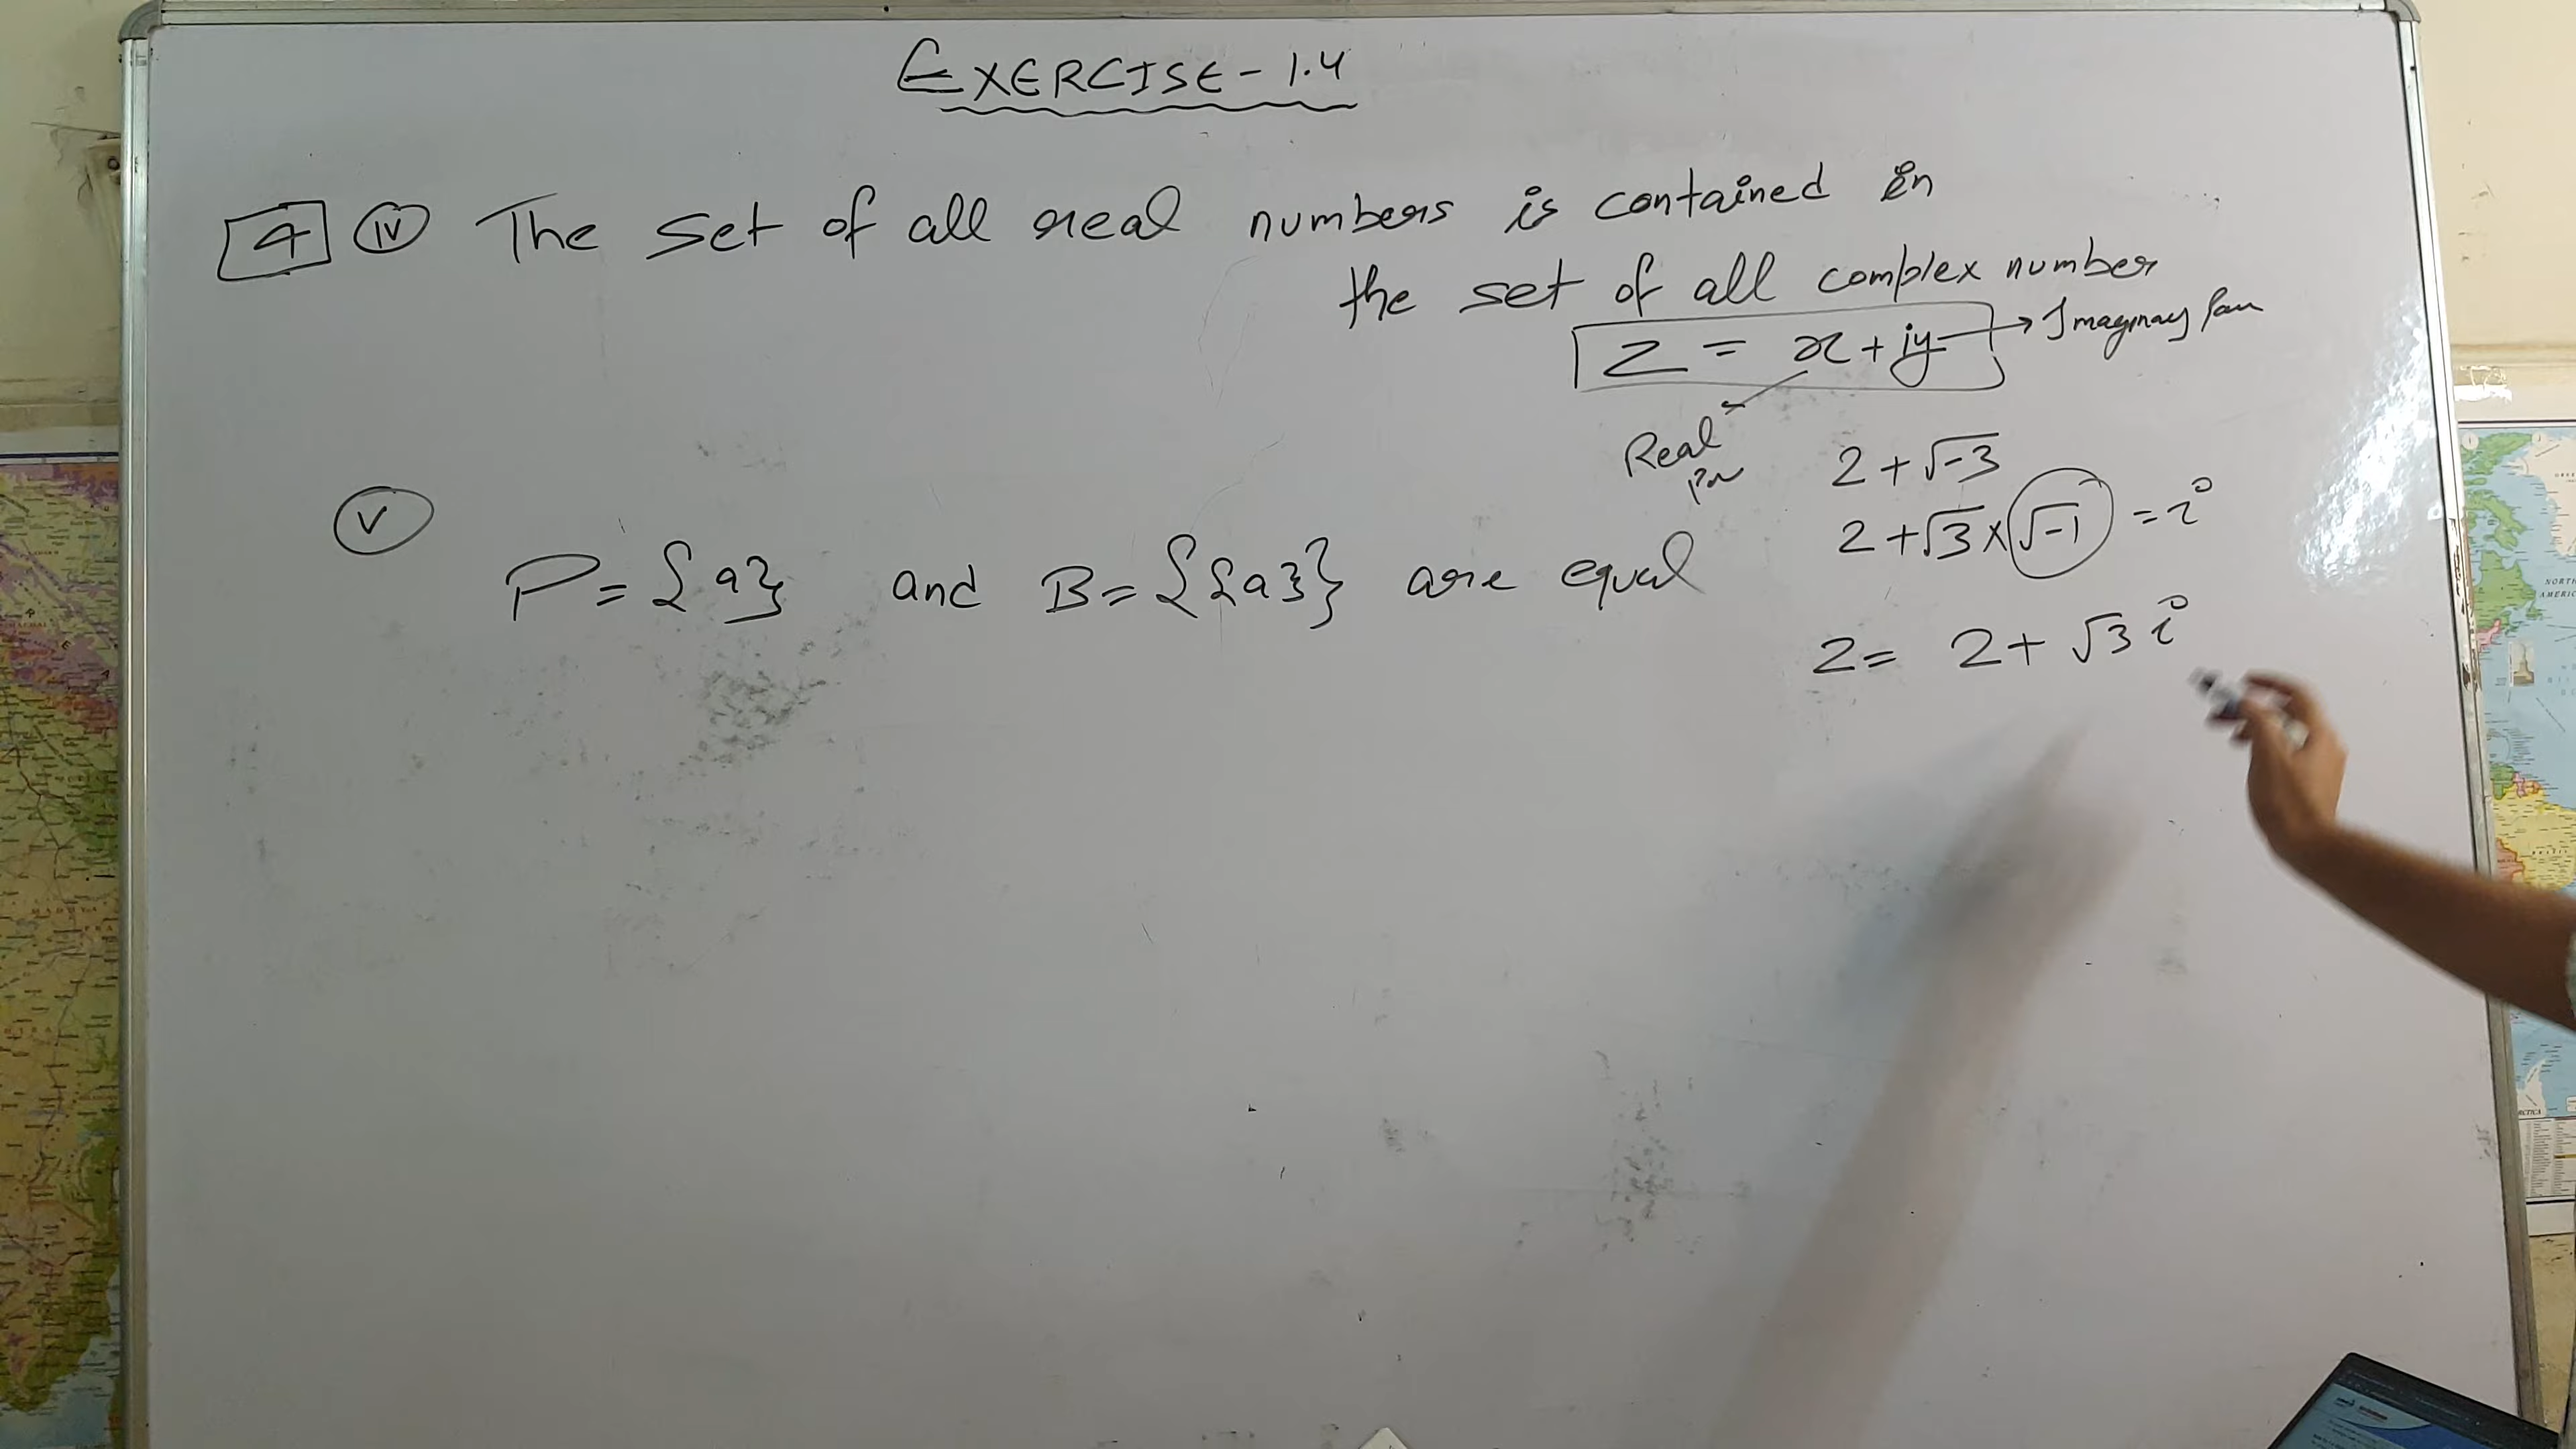 EXERCISE - 1.4
4 (iv) The set of all real numbers is contained in
the set of all complex number
z = x + iy → Imaginary
Real
2 + √-3
2 + √3 × √-1 = i
z = 2 + √3 i
(v)
P = {a} and B = {{a}} are equal